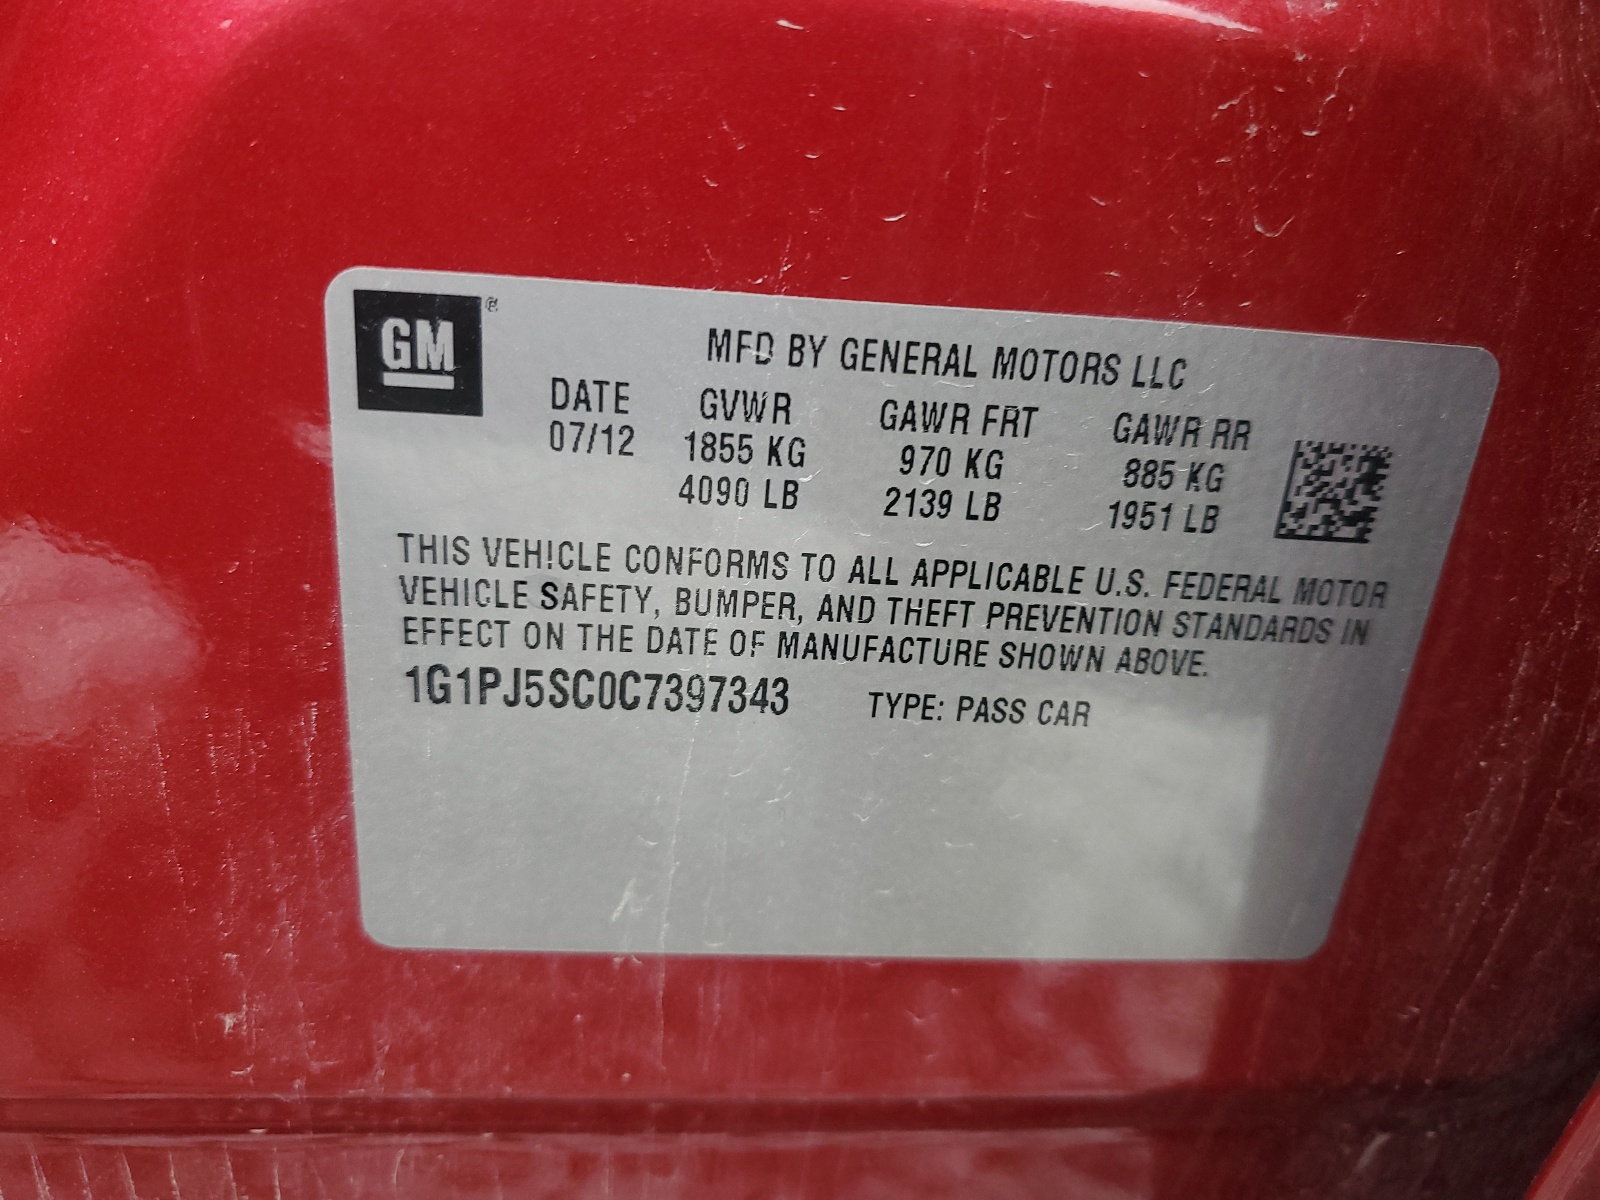 GM ®
MFD BY GENERAL MOTORS LLC
DATE GVWR GAWR FRT GAWR RR
07/12 1855 KG 970 KG 885 KG
4090 LB 2139 LB 1951 LB
THIS VEHICLE CONFORMS TO ALL APPLICABLE U.S. FEDERAL MOTOR
VEHICLE SAFETY, BUMPER, AND THEFT PREVENTION STANDARDS IN
EFFECT ON THE DATE OF MANUFACTURE SHOWN ABOVE.
1G1PJ5SC0C7397343 TYPE: PASS CAR